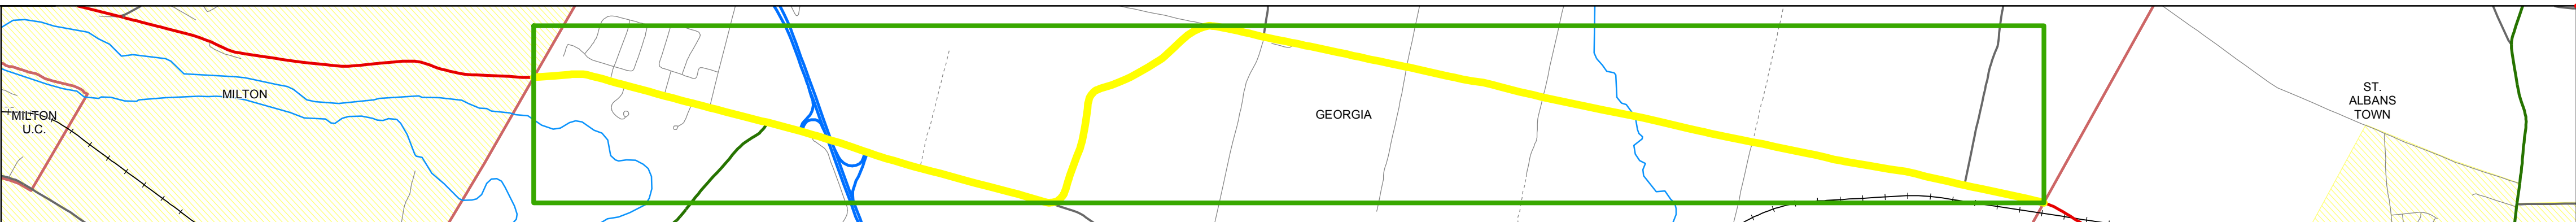 MILTON
U.C.
MILTON
GEORGIA
ST.
ALBANS
TOWN